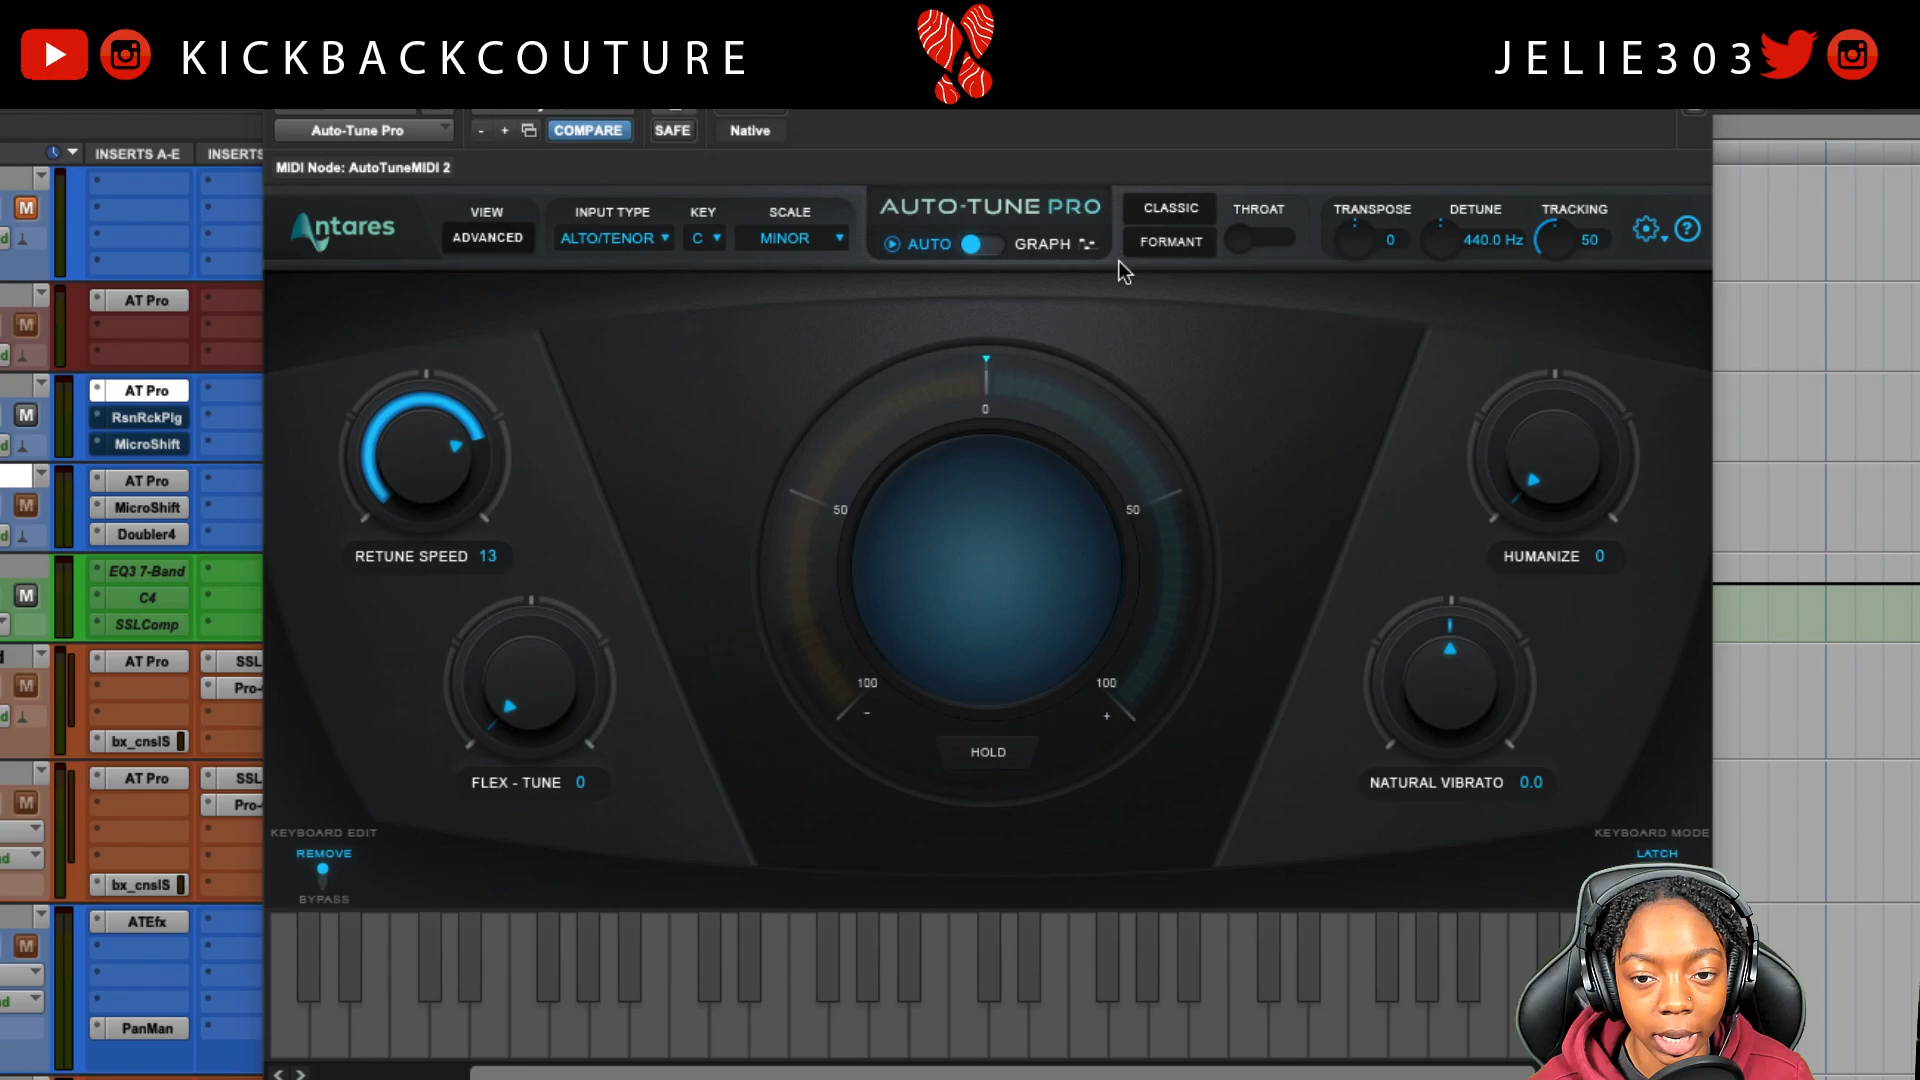 KICKBACKCOUTURE
JELIE303
Auto-Tune Pro
- + COMPARE SAFE Native
MIDI Node: AutoTuneMIDI 2
INSERTS A-E INSERTS
Antares
VIEW
ADVANCED
INPUT TYPE
ALTO/TENOR
KEY
C
SCALE
MINOR
AUTO-TUNE PRO
AUTO GRAPH
CLASSIC
FORMANT
THROAT
TRANSPOSE
0
DETUNE
440.0 Hz
TRACKING
50
?
M
AT Pro
M
AT Pro
RsnRckPlg
MicroShift
M
AT Pro
MicroShift
Doubler4
M
EQ3 7-Band
C4
SSLComp
M
AT Pro
SSL
Pro-
bx_cnslS
M
AT Pro
SSL
Pro-
bx_cnslS
M
ATEfx
PanMan
M
0
50
50
100
100
-
+
HOLD
RETUNE SPEED 13
FLEX - TUNE 0
HUMANIZE 0
NATURAL VIBRATO 0.0
KEYBOARD EDIT
REMOVE
BYPASS
KEYBOARD MODE
LATCH